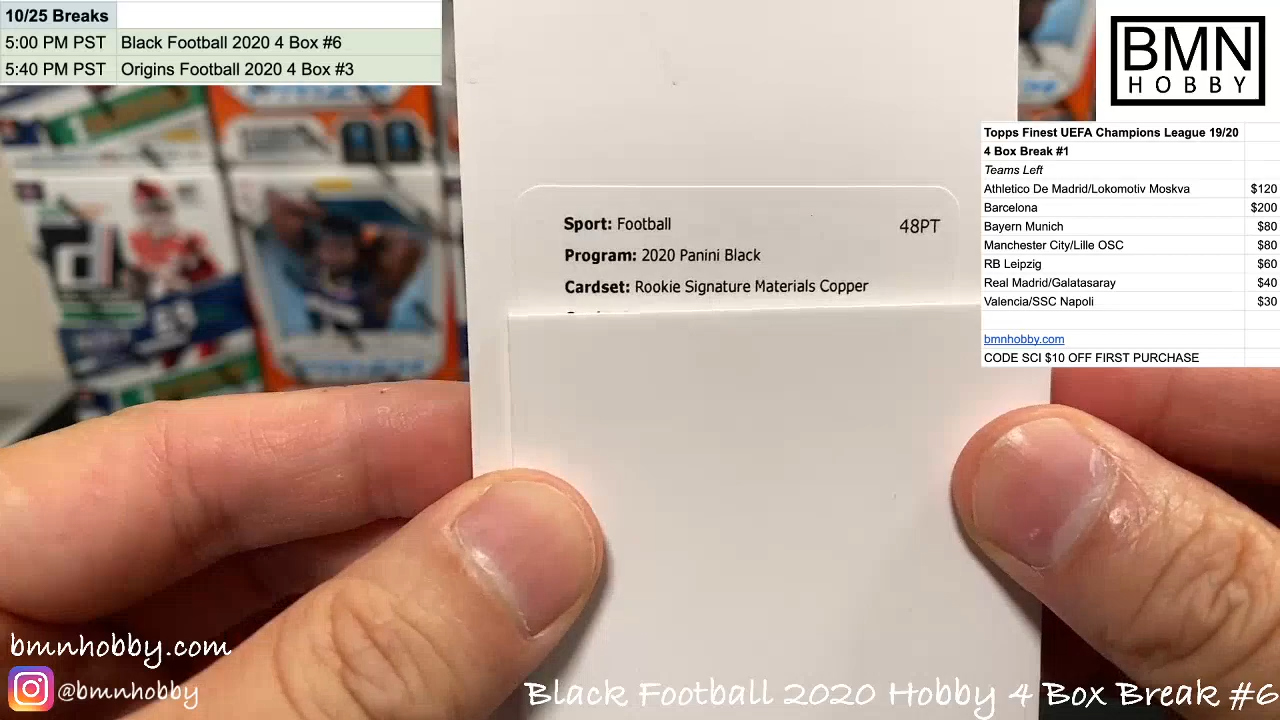 10/25 Breaks
5:00 PM PST Black Football 2020 4 Box #6
5:40 PM PST Origins Football 2020 4 Box #3
BMN
HOBBY
Topps Finest UEFA Champions League 19/20
4 Box Break #1
Teams Left
Athletico De Madrid/Lokomotiv Moskva $120
Barcelona $200
Bayern Munich $80
Manchester City/Lille OSC $80
RB Leipzig $60
Real Madrid/Galatasaray $40
Valencia/SSC Napoli $30
bmnhobby.com
CODE SCI $10 OFF FIRST PURCHASE
Sport: Football 48PT
Program: 2020 Panini Black
Cardset: Rookie Signature Materials Copper
bmnhobby.com
@bmnhobby
Black Football 2020 Hobby 4 Box Break #6